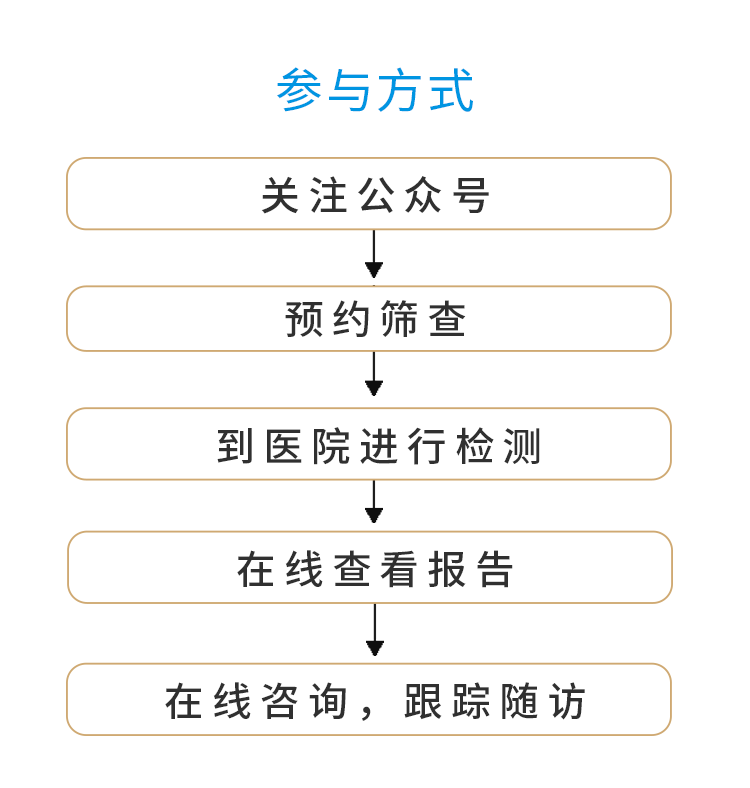 参与方式
关注公众号
预约筛查
到医院进行检测
在线查看报告
在线咨询，跟踪随访